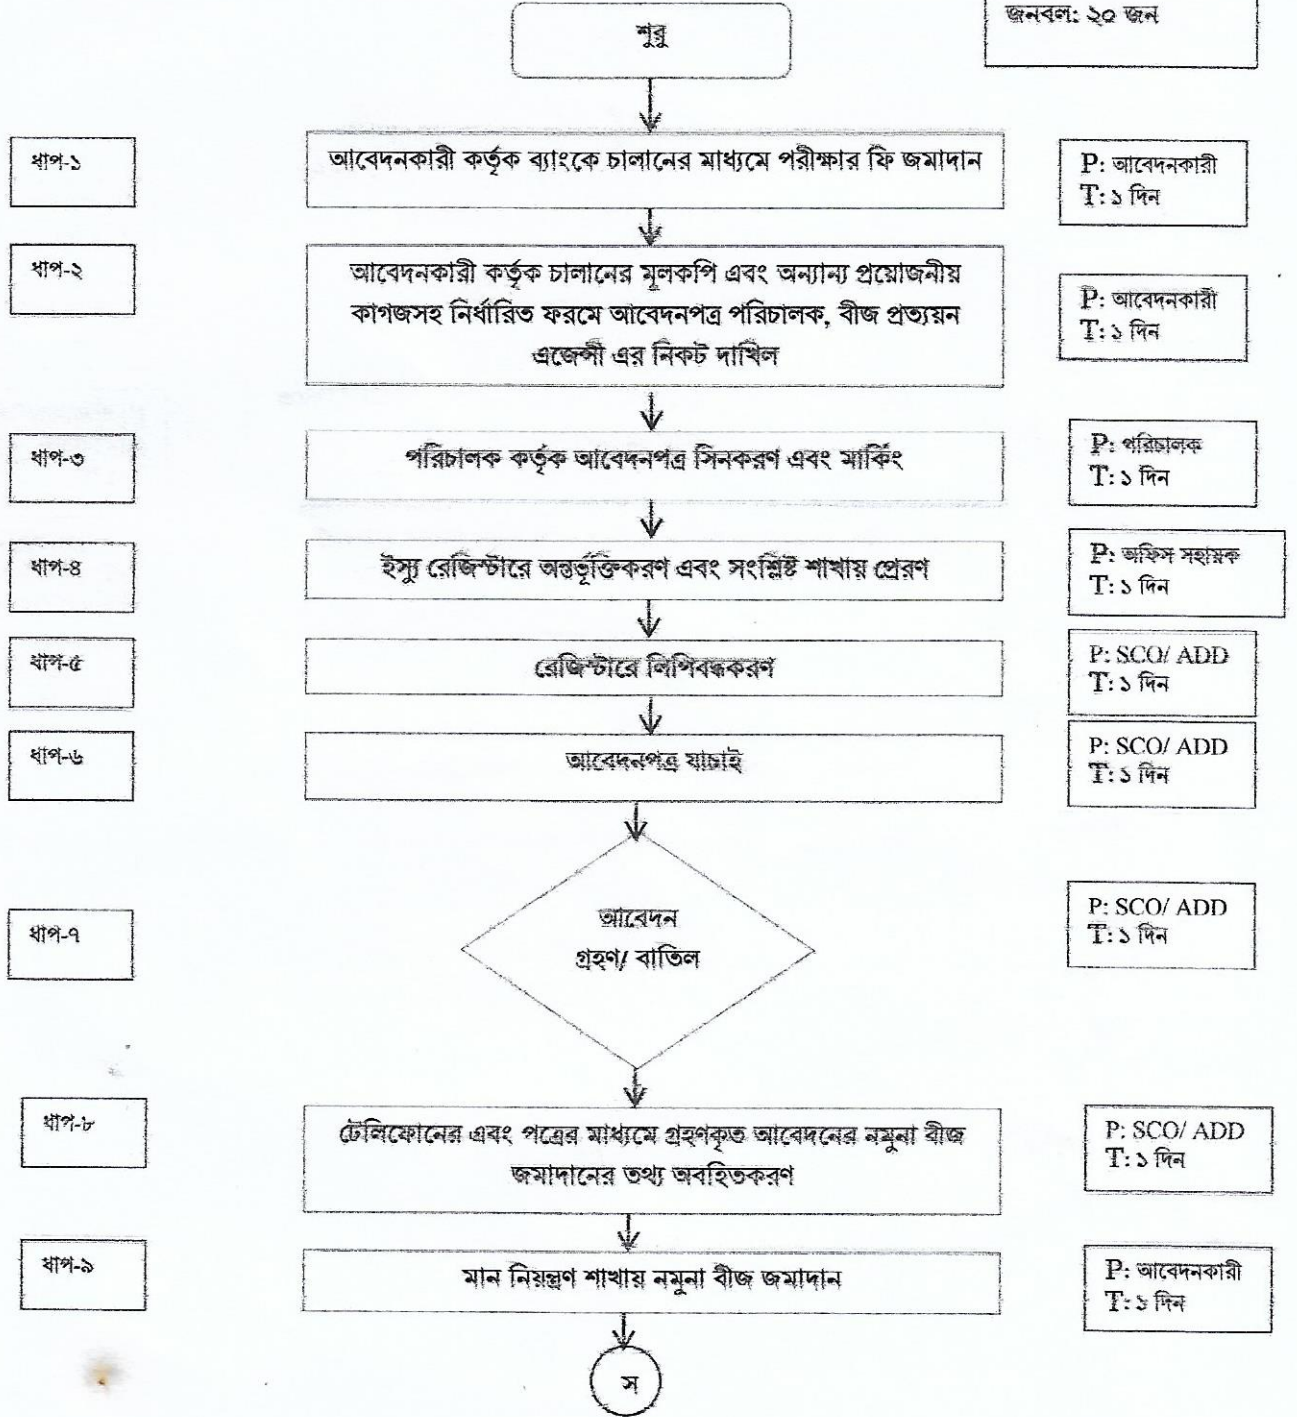 জনবল: ২০ জন
শুরু
ধাপ-১
আবেদনকারী কর্তৃক ব্যাংকে চালানের মাধ্যমে পরীক্ষার ফি জমাদান
P: আবেদনকারী
T: ১ দিন
ধাপ-২
আবেদনকারী কর্তৃক চালানের মূলকপি এবং অন্যান্য প্রয়োজনীয়
কাগজসহ নির্ধারিত ফরমে আবেদনপত্র পরিচালক, বীজ প্রত্যয়ন
এজেন্সী এর নিকট দাখিল
P: আবেদনকারী
T: ১ দিন
ধাপ-৩
পরিচালক কর্তৃক আবেদনপত্র সিনকরণ এবং মার্কিং
P: পরিচালক
T: ১ দিন
ধাপ-৪
ইস্যু রেজিস্টারে অন্তর্ভূক্তিকরণ এবং সংশ্লিষ্ট শাখায় প্রেরণ
P: অফিস সহায়ক
T: ১ দিন
ধাপ-৫
রেজিস্টারে লিপিবদ্ধকরণ
P: SCO/ ADD
T: ১ দিন
ধাপ-৬
আবেদনপত্র যাচাই
P: SCO/ ADD
T: ১ দিন
ধাপ-৭
আবেদন
গ্রহণ/ বাতিল
P: SCO/ ADD
T: ১ দিন
ধাপ-৮
টেলিফোনের এবং পত্রের মাধ্যমে গ্রহণকৃত আবেদনের নমুনা বীজ
জমাদানের তথ্য অবহিতকরণ
P: SCO/ ADD
T: ১ দিন
ধাপ-৯
মান নিয়ন্ত্রণ শাখায় নমুনা বীজ জমাদান
P: আবেদনকারী
T: ১ দিন
স